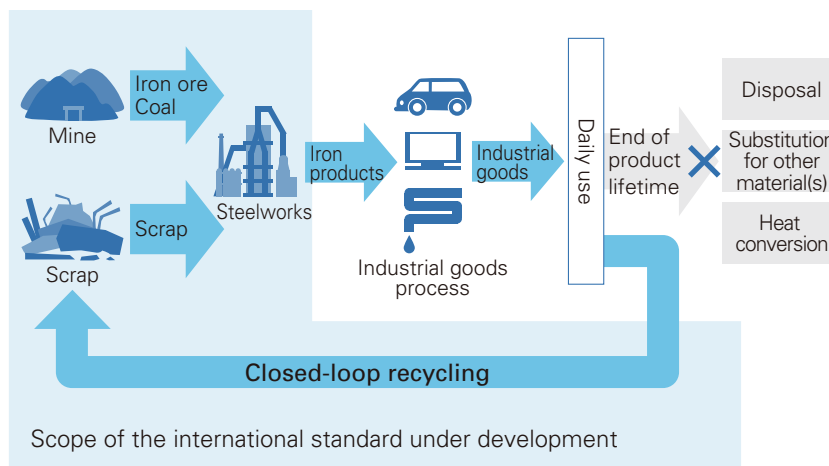 Iron ore
Coal
Mine
Scrap
Scrap
Steelworks
Iron
products
Industrial goods
process
Industrial
goods
Daily use
End of
product
lifetime
Disposal
Substitution
for other
material(s)
Heat
conversion
Closed-loop recycling
Scope of the international standard under development